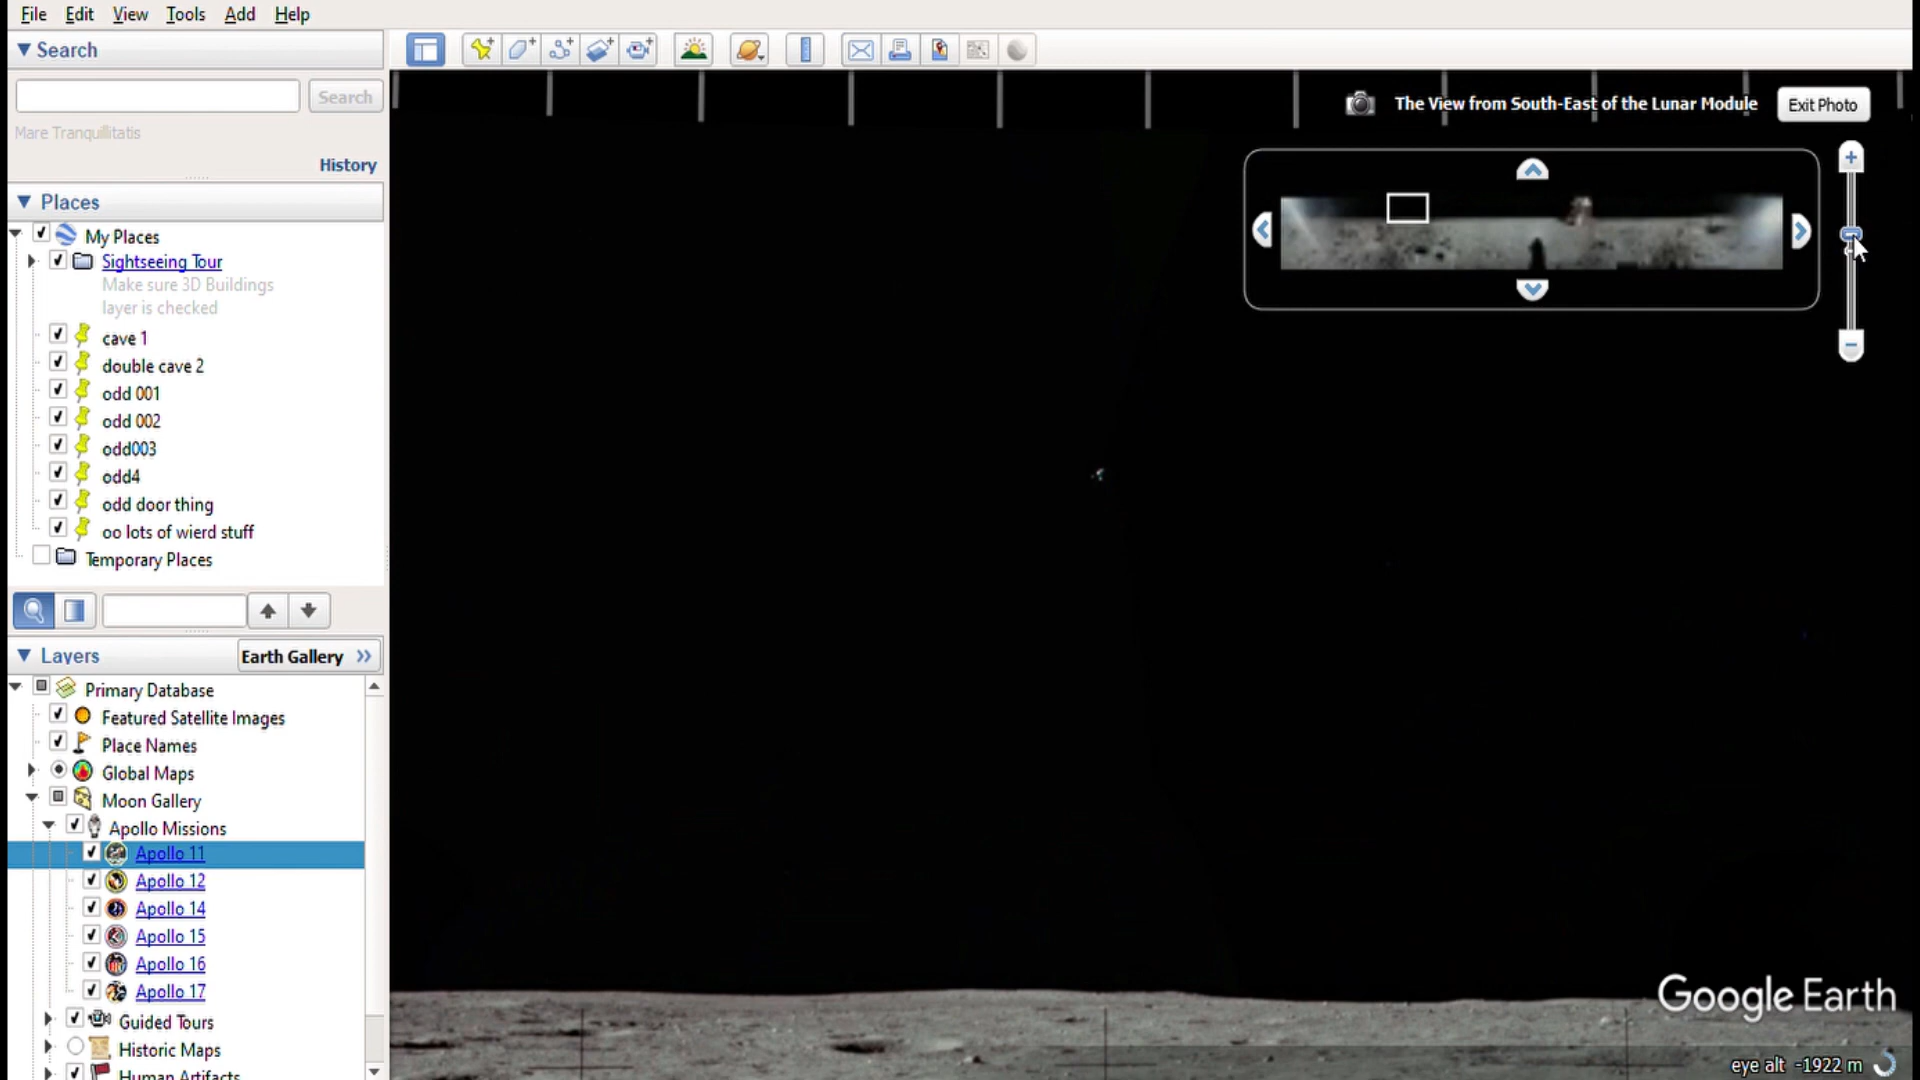 File Edit View Tools Add Help
Search
Search
Mare Tranquillitatis
History
The View from South-East of the Lunar Module
Exit Photo
Places
My Places
Sightseeing Tour
Make sure 3D Buildings
layer is checked
cave 1
double cave 2
odd 001
odd 002
odd003
odd4
odd door thing
oo lots of wierd stuff
Temporary Places
Layers
Earth Gallery »
Primary Database
Featured Satellite Images
Place Names
Global Maps
Moon Gallery
Apollo Missions
Apollo 11
Apollo 12
Apollo 14
Apollo 15
Apollo 16
Apollo 17
Guided Tours
Historic Maps
Human Artifacts
Google Earth
eye alt -1922 m